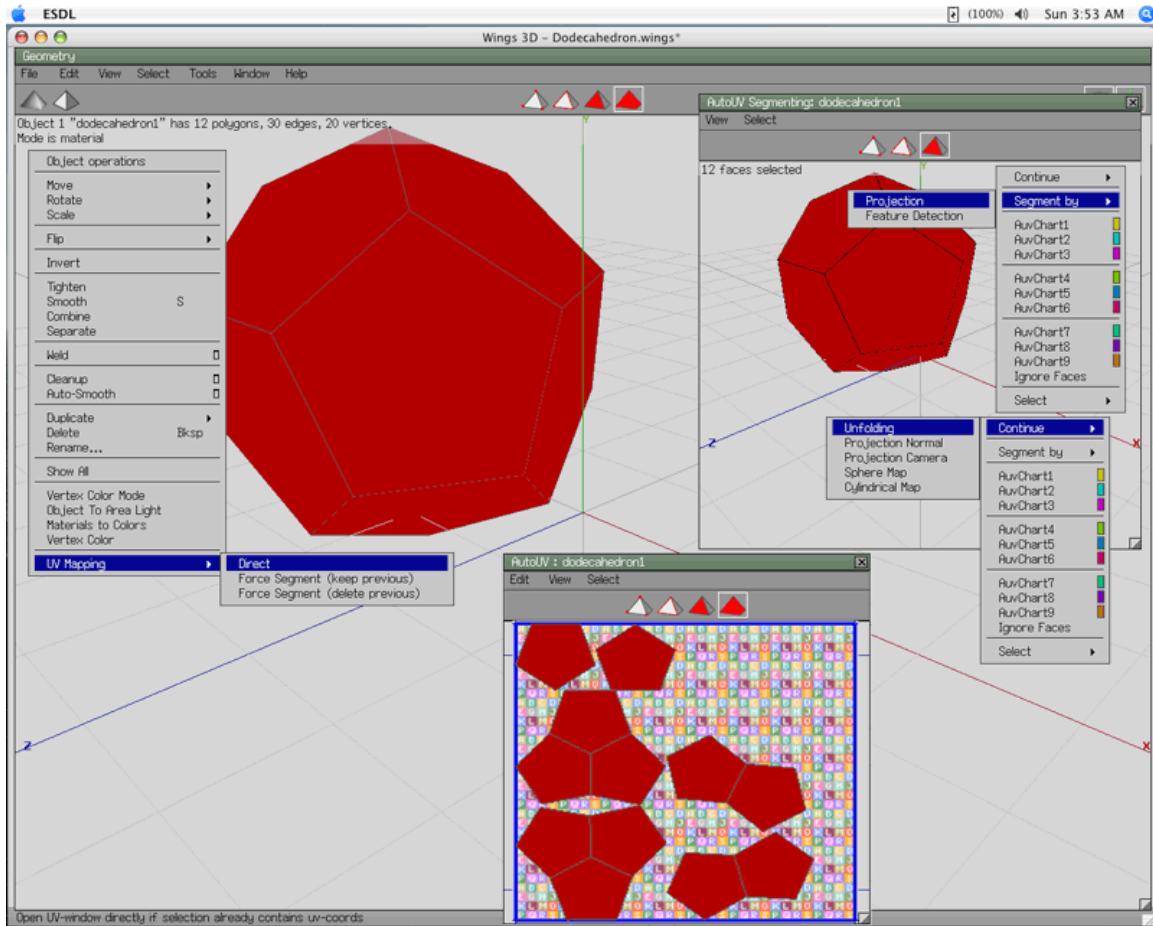 ESDL (100%) Sun 3:53 AM
Wings 3D - Dodecahedron.wings*
Geometry
File Edit View Select Tools Window Help
Object 1 "dodecahedron1" has 12 polygons, 30 edges, 20 vertices.
Mode is material
Object operations
Move
Rotate
Scale
Flip
Invert
Tighten
Smooth S
Combine
Separate
Weld
Cleanup
Auto-Smooth
Duplicate
Delete Bksp
Rename...
Show All
Vertex Color Mode
Object To Area Light
Materials to Colors
Vertex Color
UV Mapping
Direct
Force Segment (keep previous)
Force Segment (delete previous)
Y
Z
X
AutoUV Segmenting: dodecahedron1
View Select
12 faces selected
Y
Z
X
Projection
Feature Detection
Continue
Segment by
AuvChart1
AuvChart2
AuvChart3
AuvChart4
AuvChart5
AuvChart6
AuvChart7
AuvChart8
AuvChart9
Ignore Faces
Select
Unfolding
Projection Normal
Projection Camera
Sphere Map
Cylindrical Map
Continue
Segment by
AuvChart1
AuvChart2
AuvChart3
AuvChart4
AuvChart5
AuvChart6
AuvChart7
AuvChart8
AuvChart9
Ignore Faces
Select
AutoUV : dodecahedron1
Edit View Select
Open UV-window directly if selection already contains uv-coords